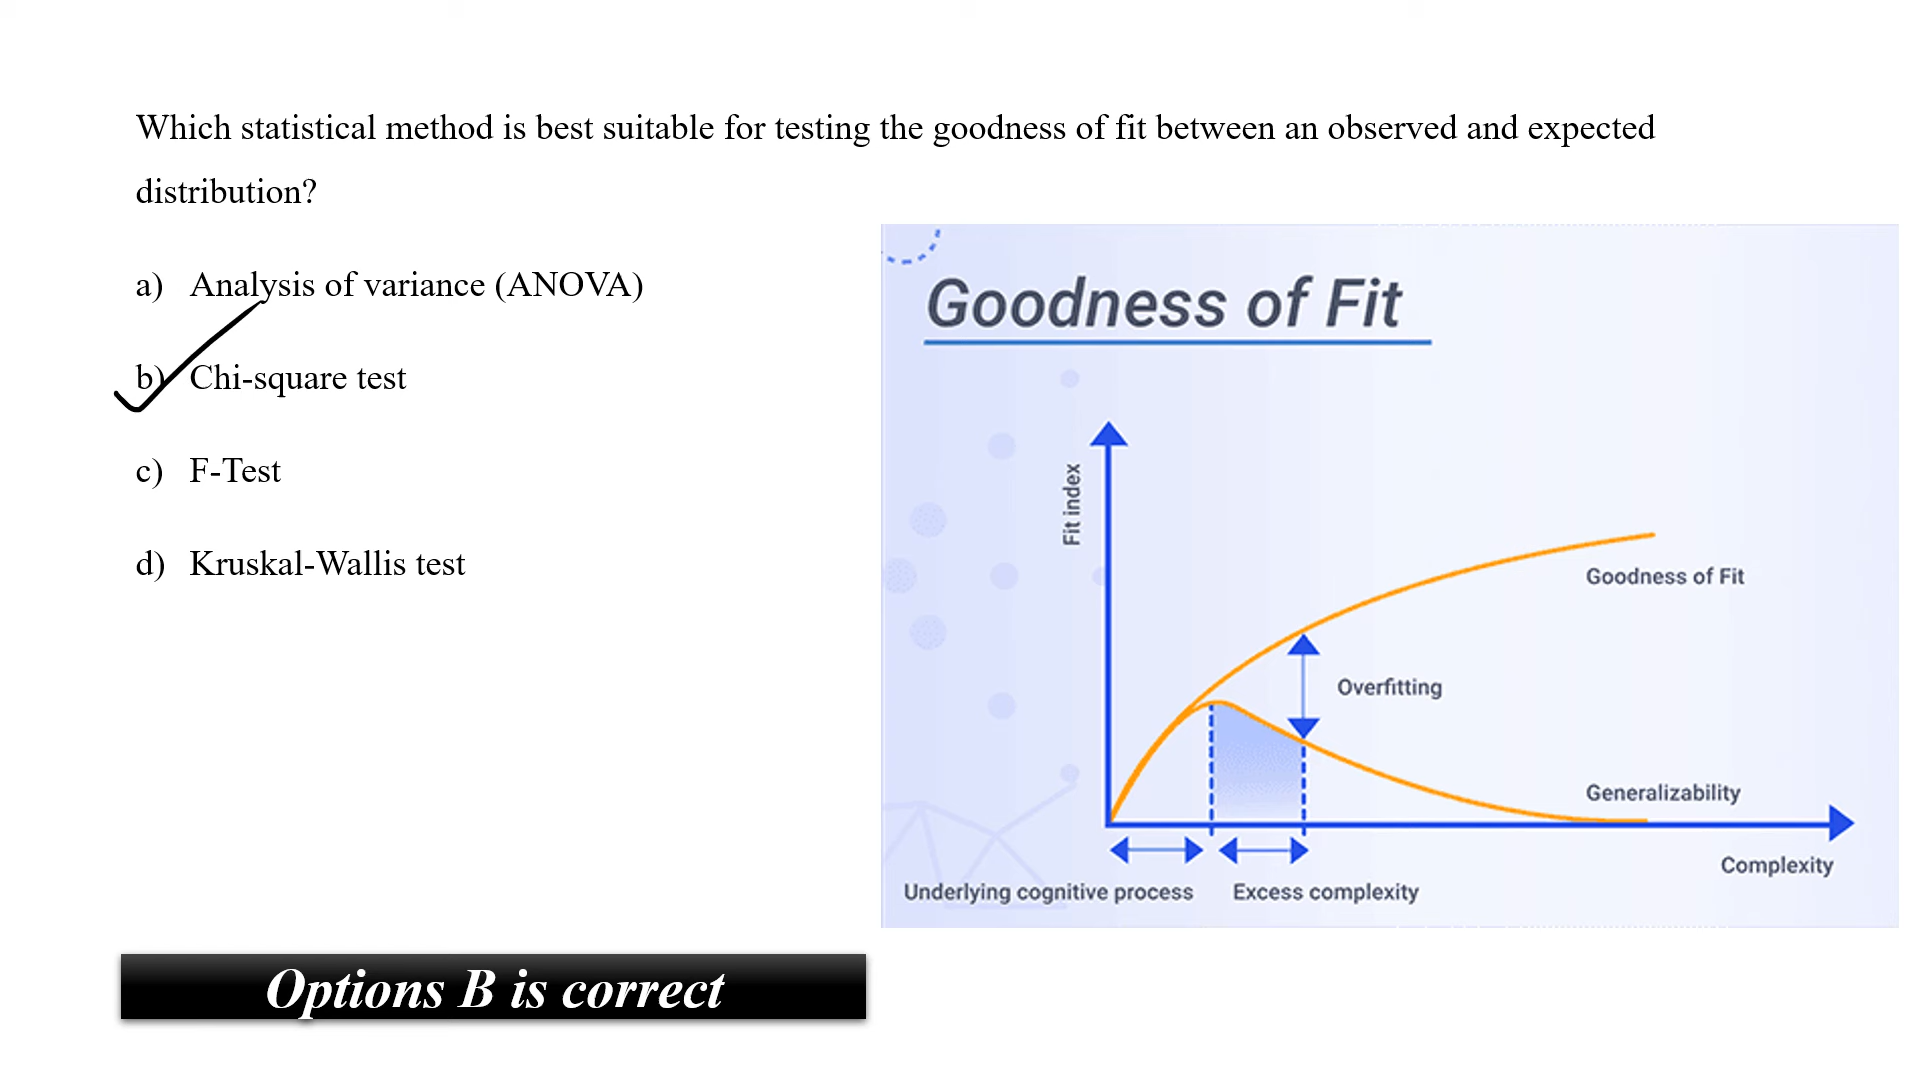 Which statistical method is best suitable for testing the goodness of fit between an observed and expected
distribution?
a) Analysis of variance (ANOVA)
b) Chi-square test
c) F-Test
d) Kruskal-Wallis test
Goodness of Fit
Fit index
Goodness of Fit
Overfitting
Generalizability
Complexity
Underlying cognitive process
Excess complexity
Options B is correct